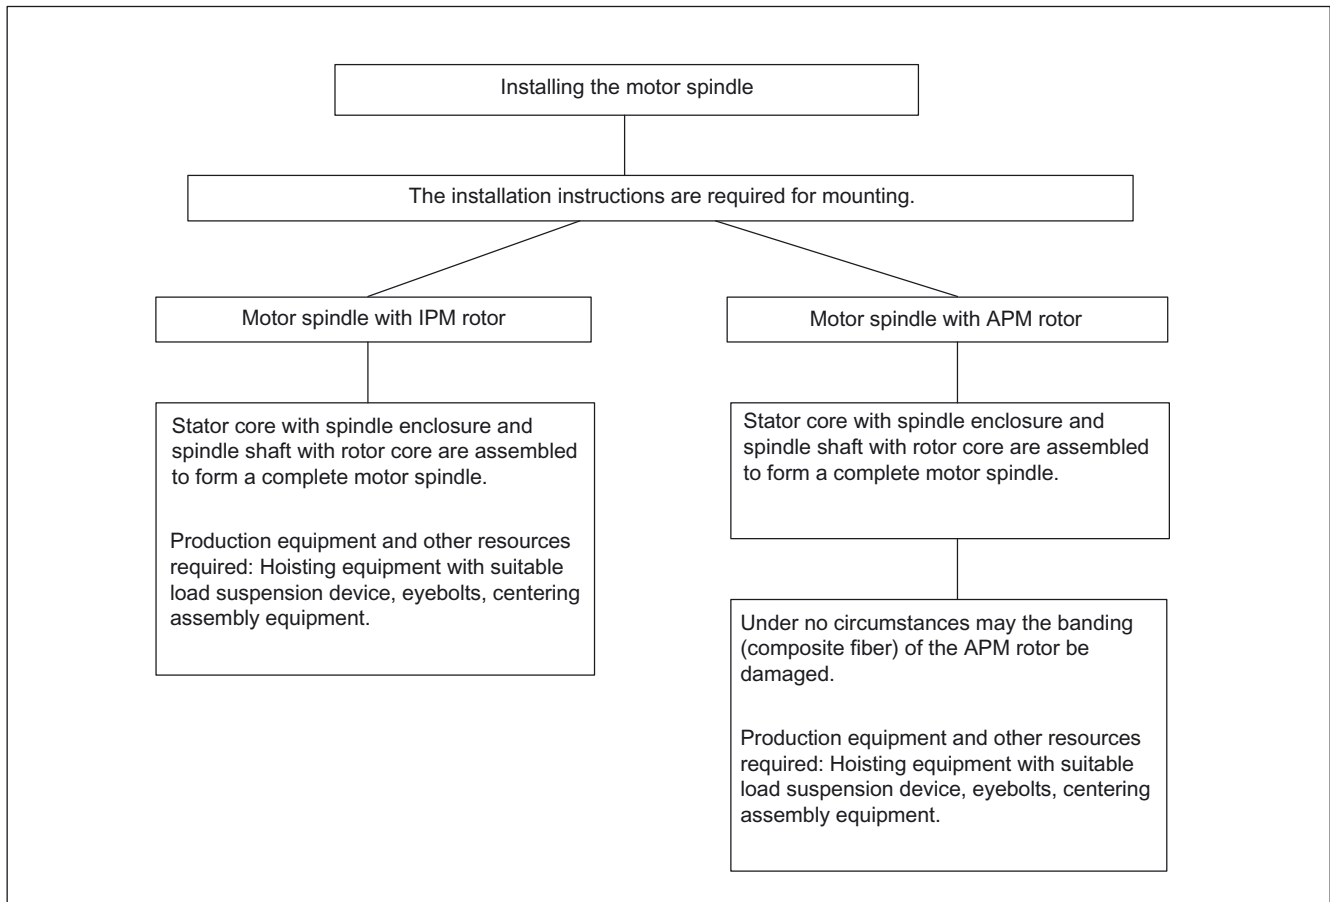 Installing the motor spindle
The installation instructions are required for mounting.
Motor spindle with IPM rotor
Motor spindle with APM rotor
Stator core with spindle enclosure and
spindle shaft with rotor core are assembled
to form a complete motor spindle.
Production equipment and other resources
required: Hoisting equipment with suitable
load suspension device, eyebolts, centering
assembly equipment.
Stator core with spindle enclosure and
spindle shaft with rotor core are assembled
to form a complete motor spindle.
Under no circumstances may the banding
(composite fiber) of the APM rotor be
damaged.
Production equipment and other resources
required: Hoisting equipment with suitable
load suspension device, eyebolts, centering
assembly equipment.